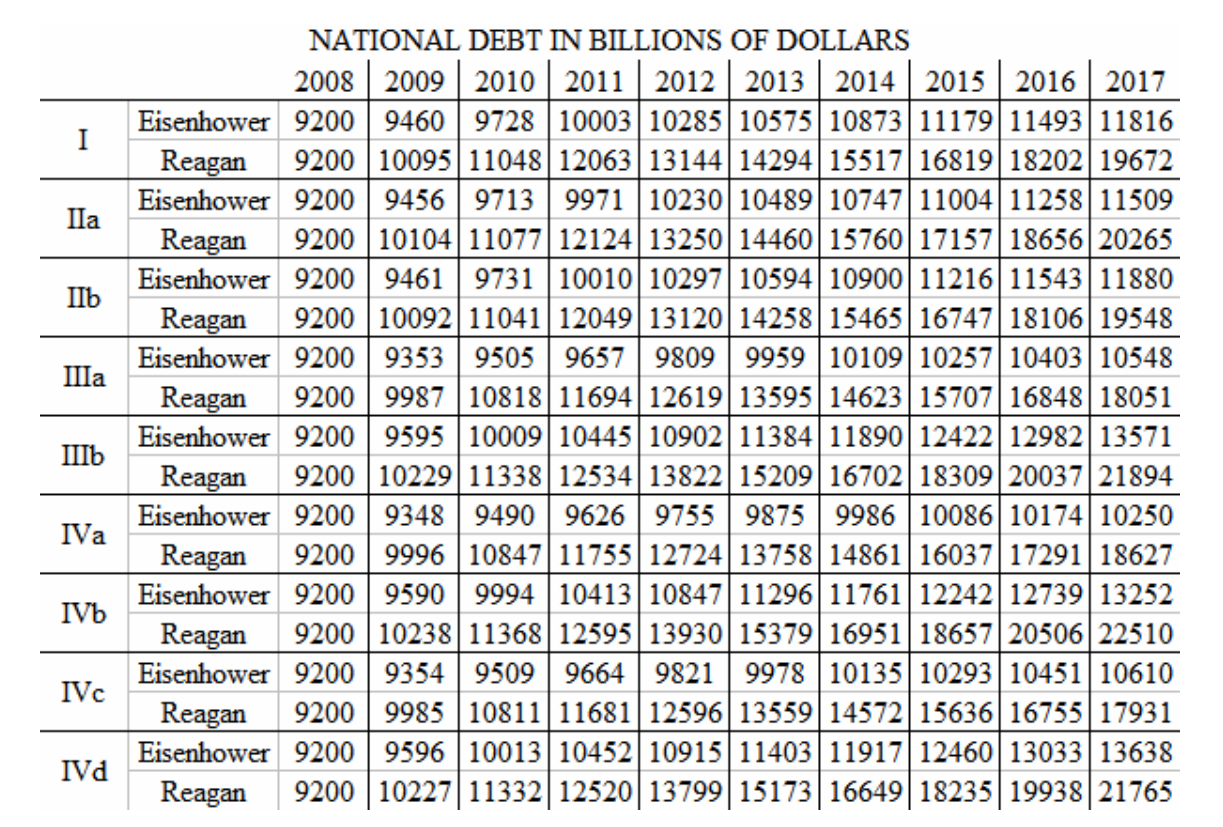 NATIONAL DEBT IN BILLIONS OF DOLLARS
2008 2009 2010 2011 2012 2013 2014 2015 2016 2017
I Eisenhower 9200 9460 9728 10003 10285 10575 10873 11179 11493 11816
Reagan 9200 10095 11048 12063 13144 14294 15517 16819 18202 19672
IIa Eisenhower 9200 9456 9713 9971 10230 10489 10747 11004 11258 11509
Reagan 9200 10104 11077 12124 13250 14460 15760 17157 18656 20265
IIb Eisenhower 9200 9461 9731 10010 10297 10594 10900 11216 11543 11880
Reagan 9200 10092 11041 12049 13120 14258 15465 16747 18106 19548
IIIa Eisenhower 9200 9353 9505 9657 9809 9959 10109 10257 10403 10548
Reagan 9200 9987 10818 11694 12619 13595 14623 15707 16848 18051
IIIb Eisenhower 9200 9595 10009 10445 10902 11384 11890 12422 12982 13571
Reagan 9200 10229 11338 12534 13822 15209 16702 18309 20037 21894
IVa Eisenhower 9200 9348 9490 9626 9755 9875 9986 10086 10174 10250
Reagan 9200 9996 10847 11755 12724 13758 14861 16037 17291 18627
IVb Eisenhower 9200 9590 9994 10413 10847 11296 11761 12242 12739 13252
Reagan 9200 10238 11368 12595 13930 15379 16951 18657 20506 22510
IVc Eisenhower 9200 9354 9509 9664 9821 9978 10135 10293 10451 10610
Reagan 9200 9985 10811 11681 12596 13559 14572 15636 16755 17931
IVd Eisenhower 9200 9596 10013 10452 10915 11403 11917 12460 13033 13638
Reagan 9200 10227 11332 12520 13799 15173 16649 18235 19938 21765